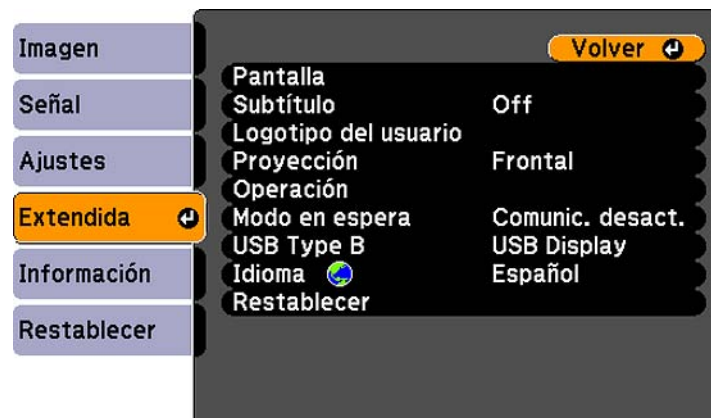 Imagen
Señal
Ajustes
Extendida
Información
Restablecer
Volver
Pantalla
Subtítulo Off
Logotipo del usuario
Proyección Frontal
Operación
Modo en espera Comunic. desact.
USB Type B USB Display
Idioma Español
Restablecer